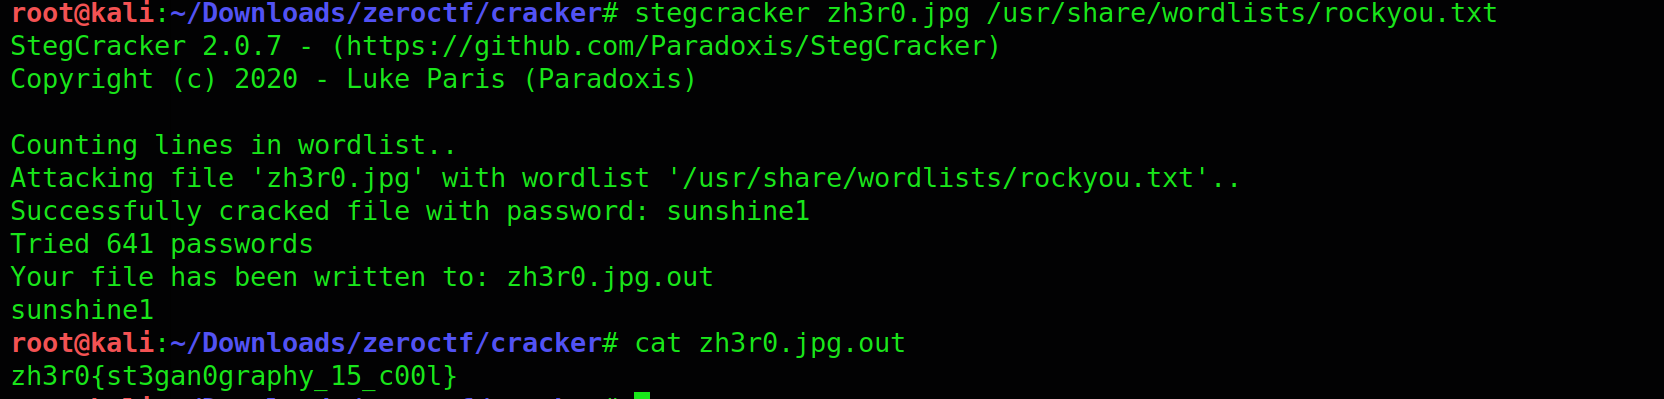 root@kali:~/Downloads/zeroctf/cracker# stegcracker zh3r0.jpg /usr/share/wordlists/rockyou.txt
StegCracker 2.0.7 - (https://github.com/Paradoxis/StegCracker)
Copyright (c) 2020 - Luke Paris (Paradoxis)
Counting lines in wordlist..
Attacking file 'zh3r0.jpg' with wordlist '/usr/share/wordlists/rockyou.txt'..
Successfully cracked file with password: sunshine1
Tried 641 passwords
Your file has been written to: zh3r0.jpg.out
sunshine1
root@kali:~/Downloads/zeroctf/cracker# cat zh3r0.jpg.out
zh3r0{st3gan0graphy_15_c00l}